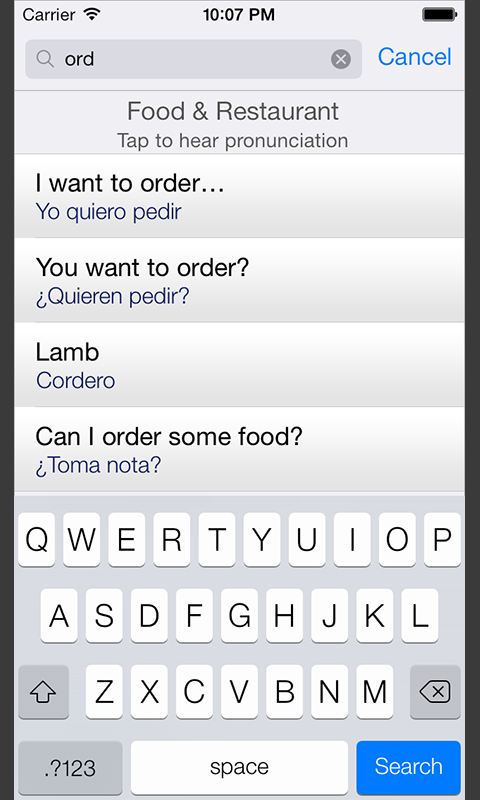 Carrier 10:07 PM
ord Cancel
Food & Restaurant
Tap to hear pronunciation
I want to order…
Yo quiero pedir
You want to order?
¿Quieren pedir?
Lamb
Cordero
Can I order some food?
¿Toma nota?
Q W E R T Y U I O P
A S D F G H J K L
Z X C V B N M
.?123 space Search